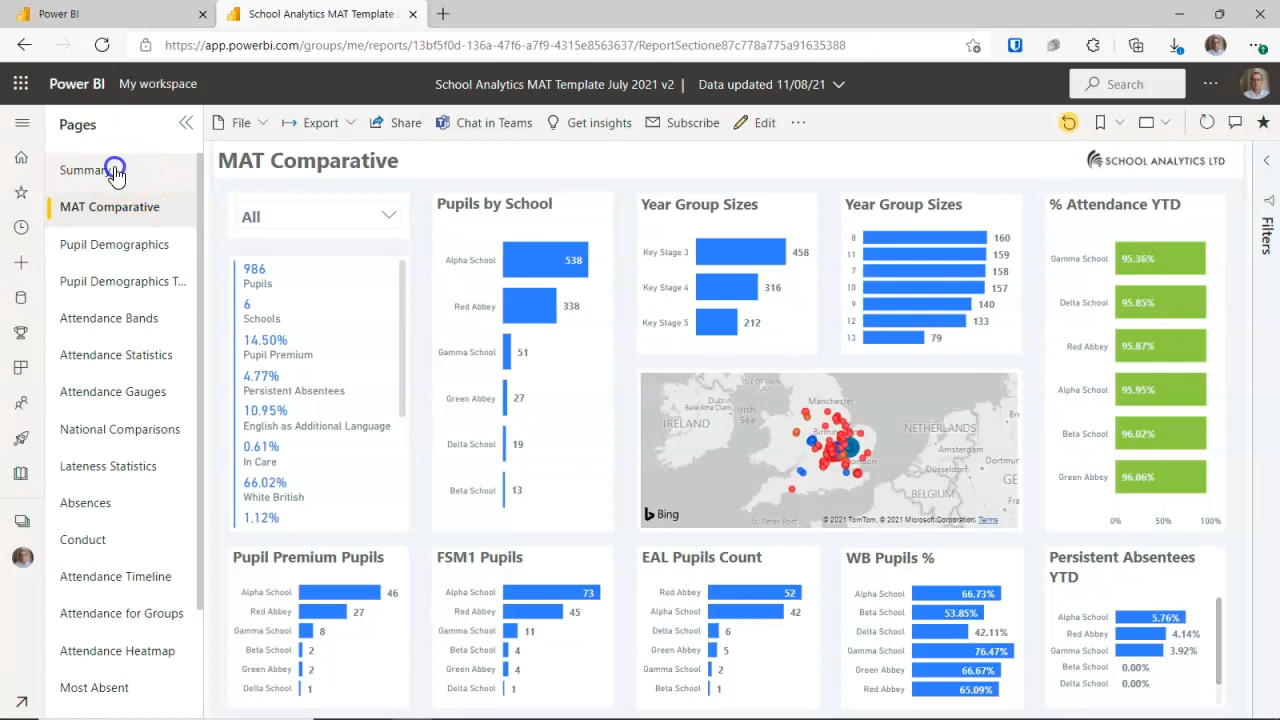 Power BI
School Analytics MAT Template
https://app.powerbi.com/groups/me/reports/13bf5f0d-136a-47f6-a7f9-4315e8563637/ReportSectione87c778a775a91635388
Power BI My workspace
School Analytics MAT Template July 2021 v2 | Data updated 11/08/21
Search
Pages
File
Export
Share
Chat in Teams
Get insights
Subscribe
Edit
Summary
MAT Comparative
Pupil Demographics
Pupil Demographics T...
Attendance Bands
Attendance Statistics
Attendance Gauges
National Comparisons
Lateness Statistics
Absences
Conduct
Attendance Timeline
Attendance for Groups
Attendance Heatmap
Most Absent
MAT Comparative
SCHOOL ANALYTICS LTD
Filters
All
986
Pupils
6
Schools
14.50%
Pupil Premium
4.77%
Persistent Absentees
10.95%
English as Additional Language
0.61%
In Care
66.02%
White British
1.12%
Pupils by School
Alpha School 538
Red Abbey 338
Gamma School 51
Green Abbey 27
Delta School 19
Beta School 13
Year Group Sizes
Key Stage 3 458
Key Stage 4 316
Key Stage 5 212
Year Group Sizes
8 160
11 159
7 158
10 157
9 140
12 133
13 79
% Attendance YTD
Gamma School 95.36%
Delta School 95.85%
Red Abbey 95.87%
Alpha School 95.95%
Beta School 96.02%
Green Abbey 96.06%
0% 50% 100%
ISLE OF MAN
Dublin
Baile Átha Cliath
IRELAND
Irish
Sea
Manchester
NETHERLANDS
Amsterdam
Düsseldorf
Dortmund
BELGIUM
St. Peter Port
Bing
© 2021 TomTom, © 2021 Microsoft Corporation Terms
Pupil Premium Pupils
Alpha School 46
Red Abbey 27
Gamma School 8
Beta School 2
Green Abbey 2
Delta School 1
FSM1 Pupils
Alpha School 73
Red Abbey 45
Gamma School 11
Beta School 4
Green Abbey 4
Delta School 1
EAL Pupils Count
Red Abbey 52
Alpha School 42
Delta School 6
Green Abbey 5
Gamma School 2
Beta School 1
WB Pupils %
Alpha School 66.73%
Beta School 53.85%
Delta School 42.11%
Gamma School 76.47%
Green Abbey 66.67%
Red Abbey 65.09%
Persistent Absentees
YTD
Alpha School 5.76%
Red Abbey 4.14%
Gamma School 3.92%
Beta School 0.00%
Delta School 0.00%